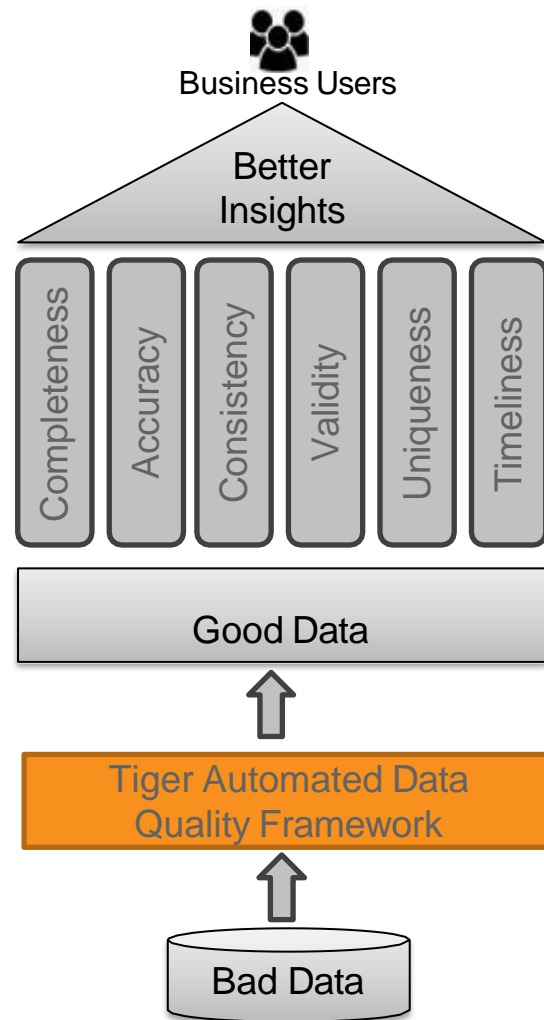 Business Users
Better
Insights
Completeness
Accuracy
Consistency
Validity
Uniqueness
Timeliness
Good Data
Tiger Automated Data
Quality Framework
Bad Data